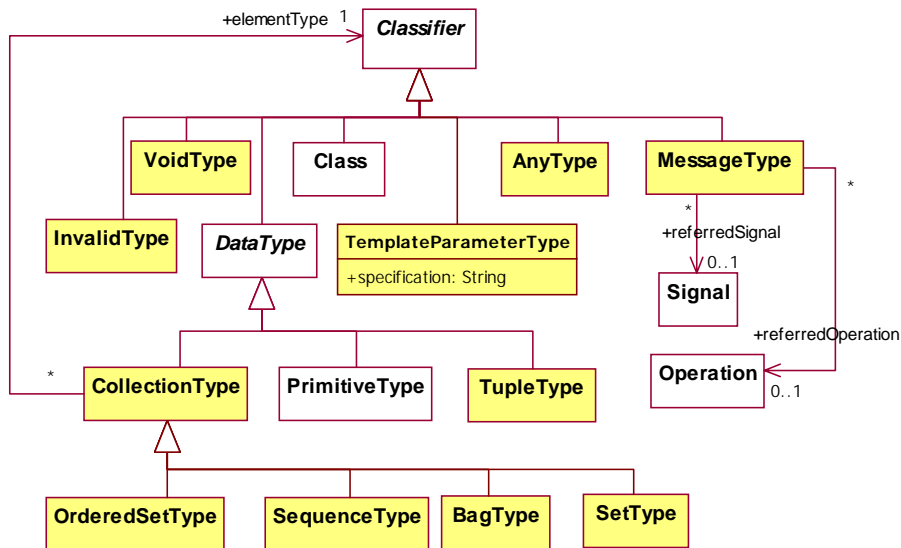 +elementType 1
Classifier
VoidType
Class
AnyType
MessageType
*
*
InvalidType
DataType
TemplateParameterType
+specification: String
+referredSignal
0..1
Signal
+referredOperation
*
CollectionType
PrimitiveType
TupleType
Operation
0..1
OrderedSetType
SequenceType
BagType
SetType